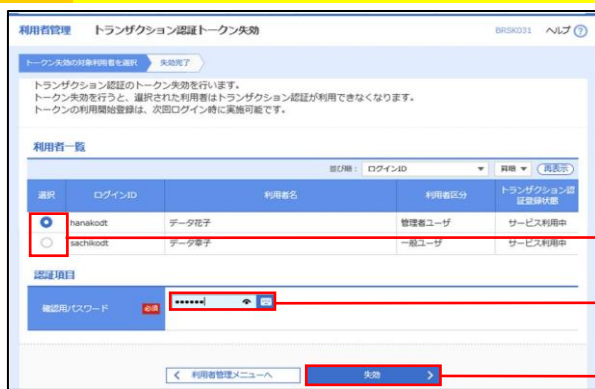 利用者管理 トランザクション認証トークン失効 BRSK031 ヘルプ ?
トークン失効の対象利用者を選択 失効完了
トランザクション認証のトークン失効を行います。
トークン失効を行うと、選択された利用者はトランザクション認証が利用できなくなります。
トークンの利用開始登録は、次回ログイン時に実施可能です。
利用者一覧
並び順: ログインID ▼ 昇順 ▼ 再表示
選択 ログインID 利用者名 利用者区分 トランザクション認証登録状態
hanakodt データ花子 管理者ユーザ サービス利用中
sachikodt データ幸子 一般ユーザ サービス利用中
認証項目
確認用パスワード 必須 ••••••
利用者管理メニューへ 失効